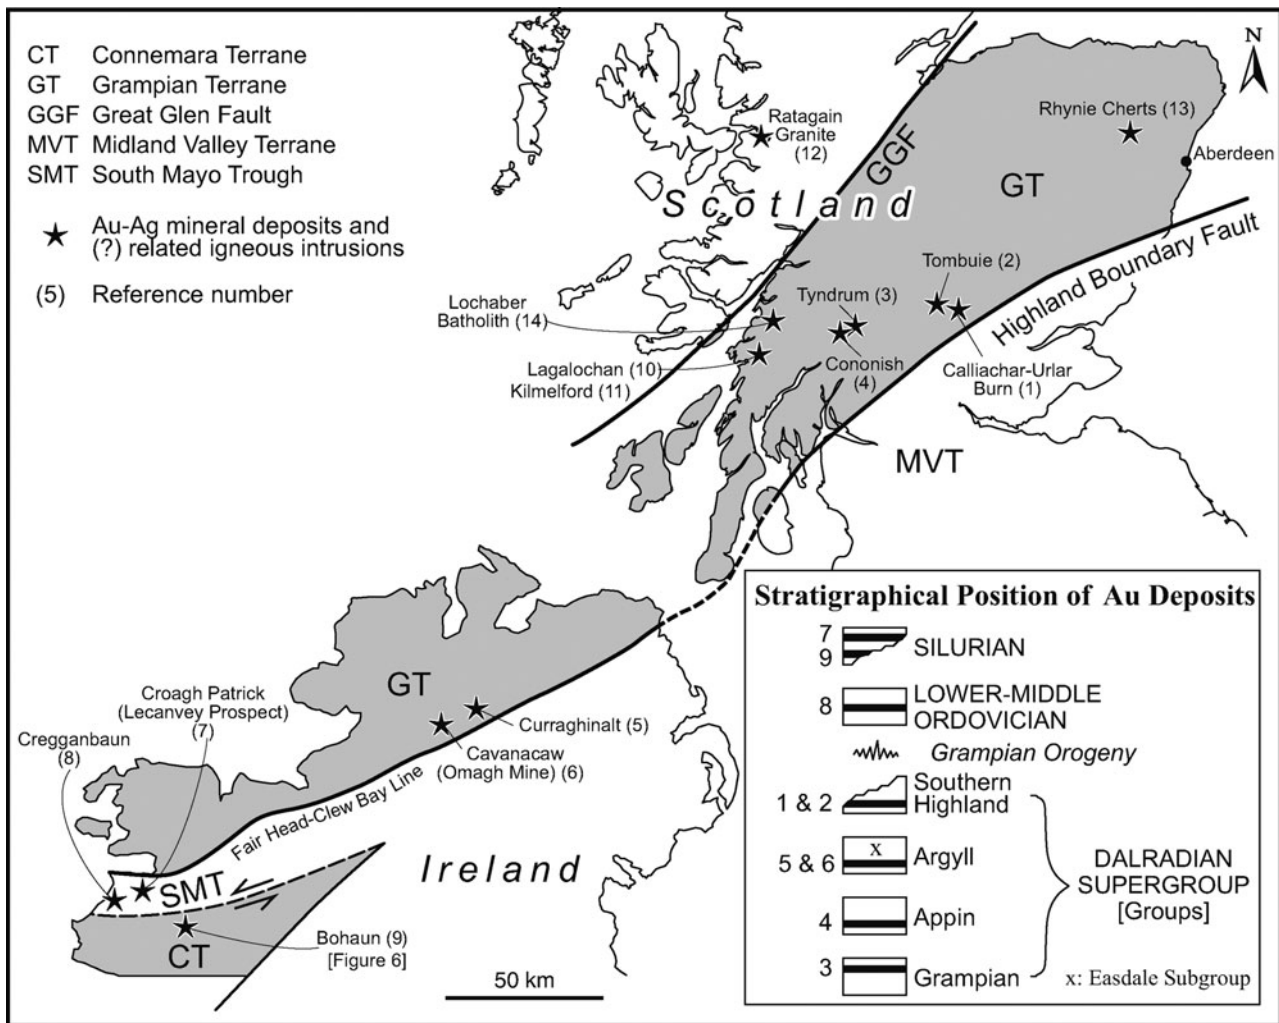 CT Connemara Terrane
GT Grampian Terrane
GGF Great Glen Fault
MVT Midland Valley Terrane
SMT South Mayo Trough
Au-Ag mineral deposits and
(?) related igneous intrusions
(5) Reference number
N
Ratagain
Granite
(12)
Rhynie Cherts (13)
Aberdeen
GGF
GT
Scotland
Highland Boundary Fault
Tombuie (2)
Tyndrum (3)
Lochaber
Batholith (14)
Lagalochan (10)
Kilmelford (11)
Cononish
(4)
Calliachar-Urlar
Burn (1)
MVT
GT
Croagh Patrick
(Lecanvey Prospect)
(7)
Cregganbaun
(8)
Curraghinalt (5)
Cavanacaw
(Omagh Mine) (6)
Fair Head-Clew Bay Line
SMT
Ireland
CT
Bohaun (9)
[Figure 6]
50 km
Stratigraphical Position of Au Deposits
7
9
SILURIAN
8
LOWER-MIDDLE
ORDOVICIAN
Grampian Orogeny
1 & 2
Southern
Highland
5 & 6
x
Argyll
4
Appin
3
Grampian
DALRADIAN
SUPERGROUP
[Groups]
x: Easdale Subgroup